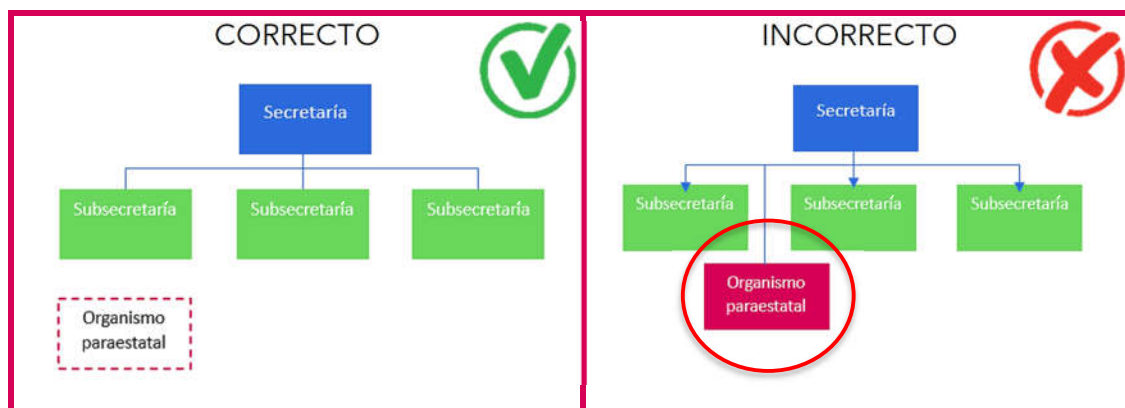 CORRECTO
Secretaría
Subsecretaría
Subsecretaría
Subsecretaría
Organismo
paraestatal
INCORRECTO
Secretaría
Subsecretaría
Subsecretaría
Subsecretaría
Organismo
paraestatal